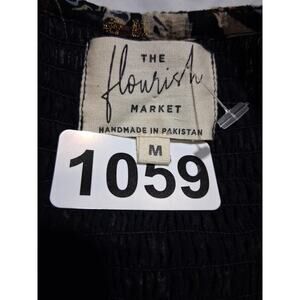 THE
flourish
MARKET
HANDMADE IN PAKISTAN
M
1059